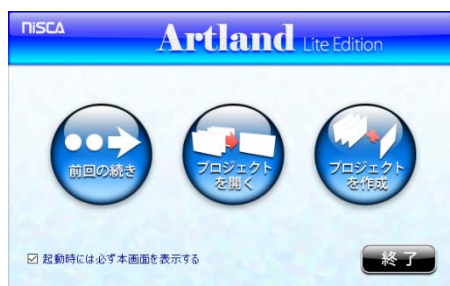 NiSCA
Artland Lite Edition
前回の続き
プロジェクト
を開く
プロジェクト
を作成
起動時には必ず本画面を表示する
終了